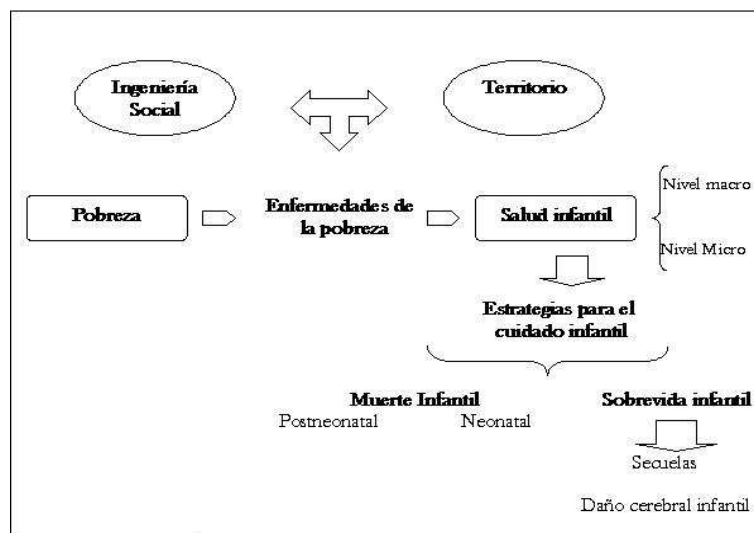 Ingeniería
Social
Territorio
Pobreza
Enfermedades de
la pobreza
Salud infantil
Nivel macro
Nivel Micro
Estrategias para el
cuidado infantil
Muerte Infantil
Sobrevida infantil
Postneonatal
Neonatal
Secuelas
Daño cerebral infantil